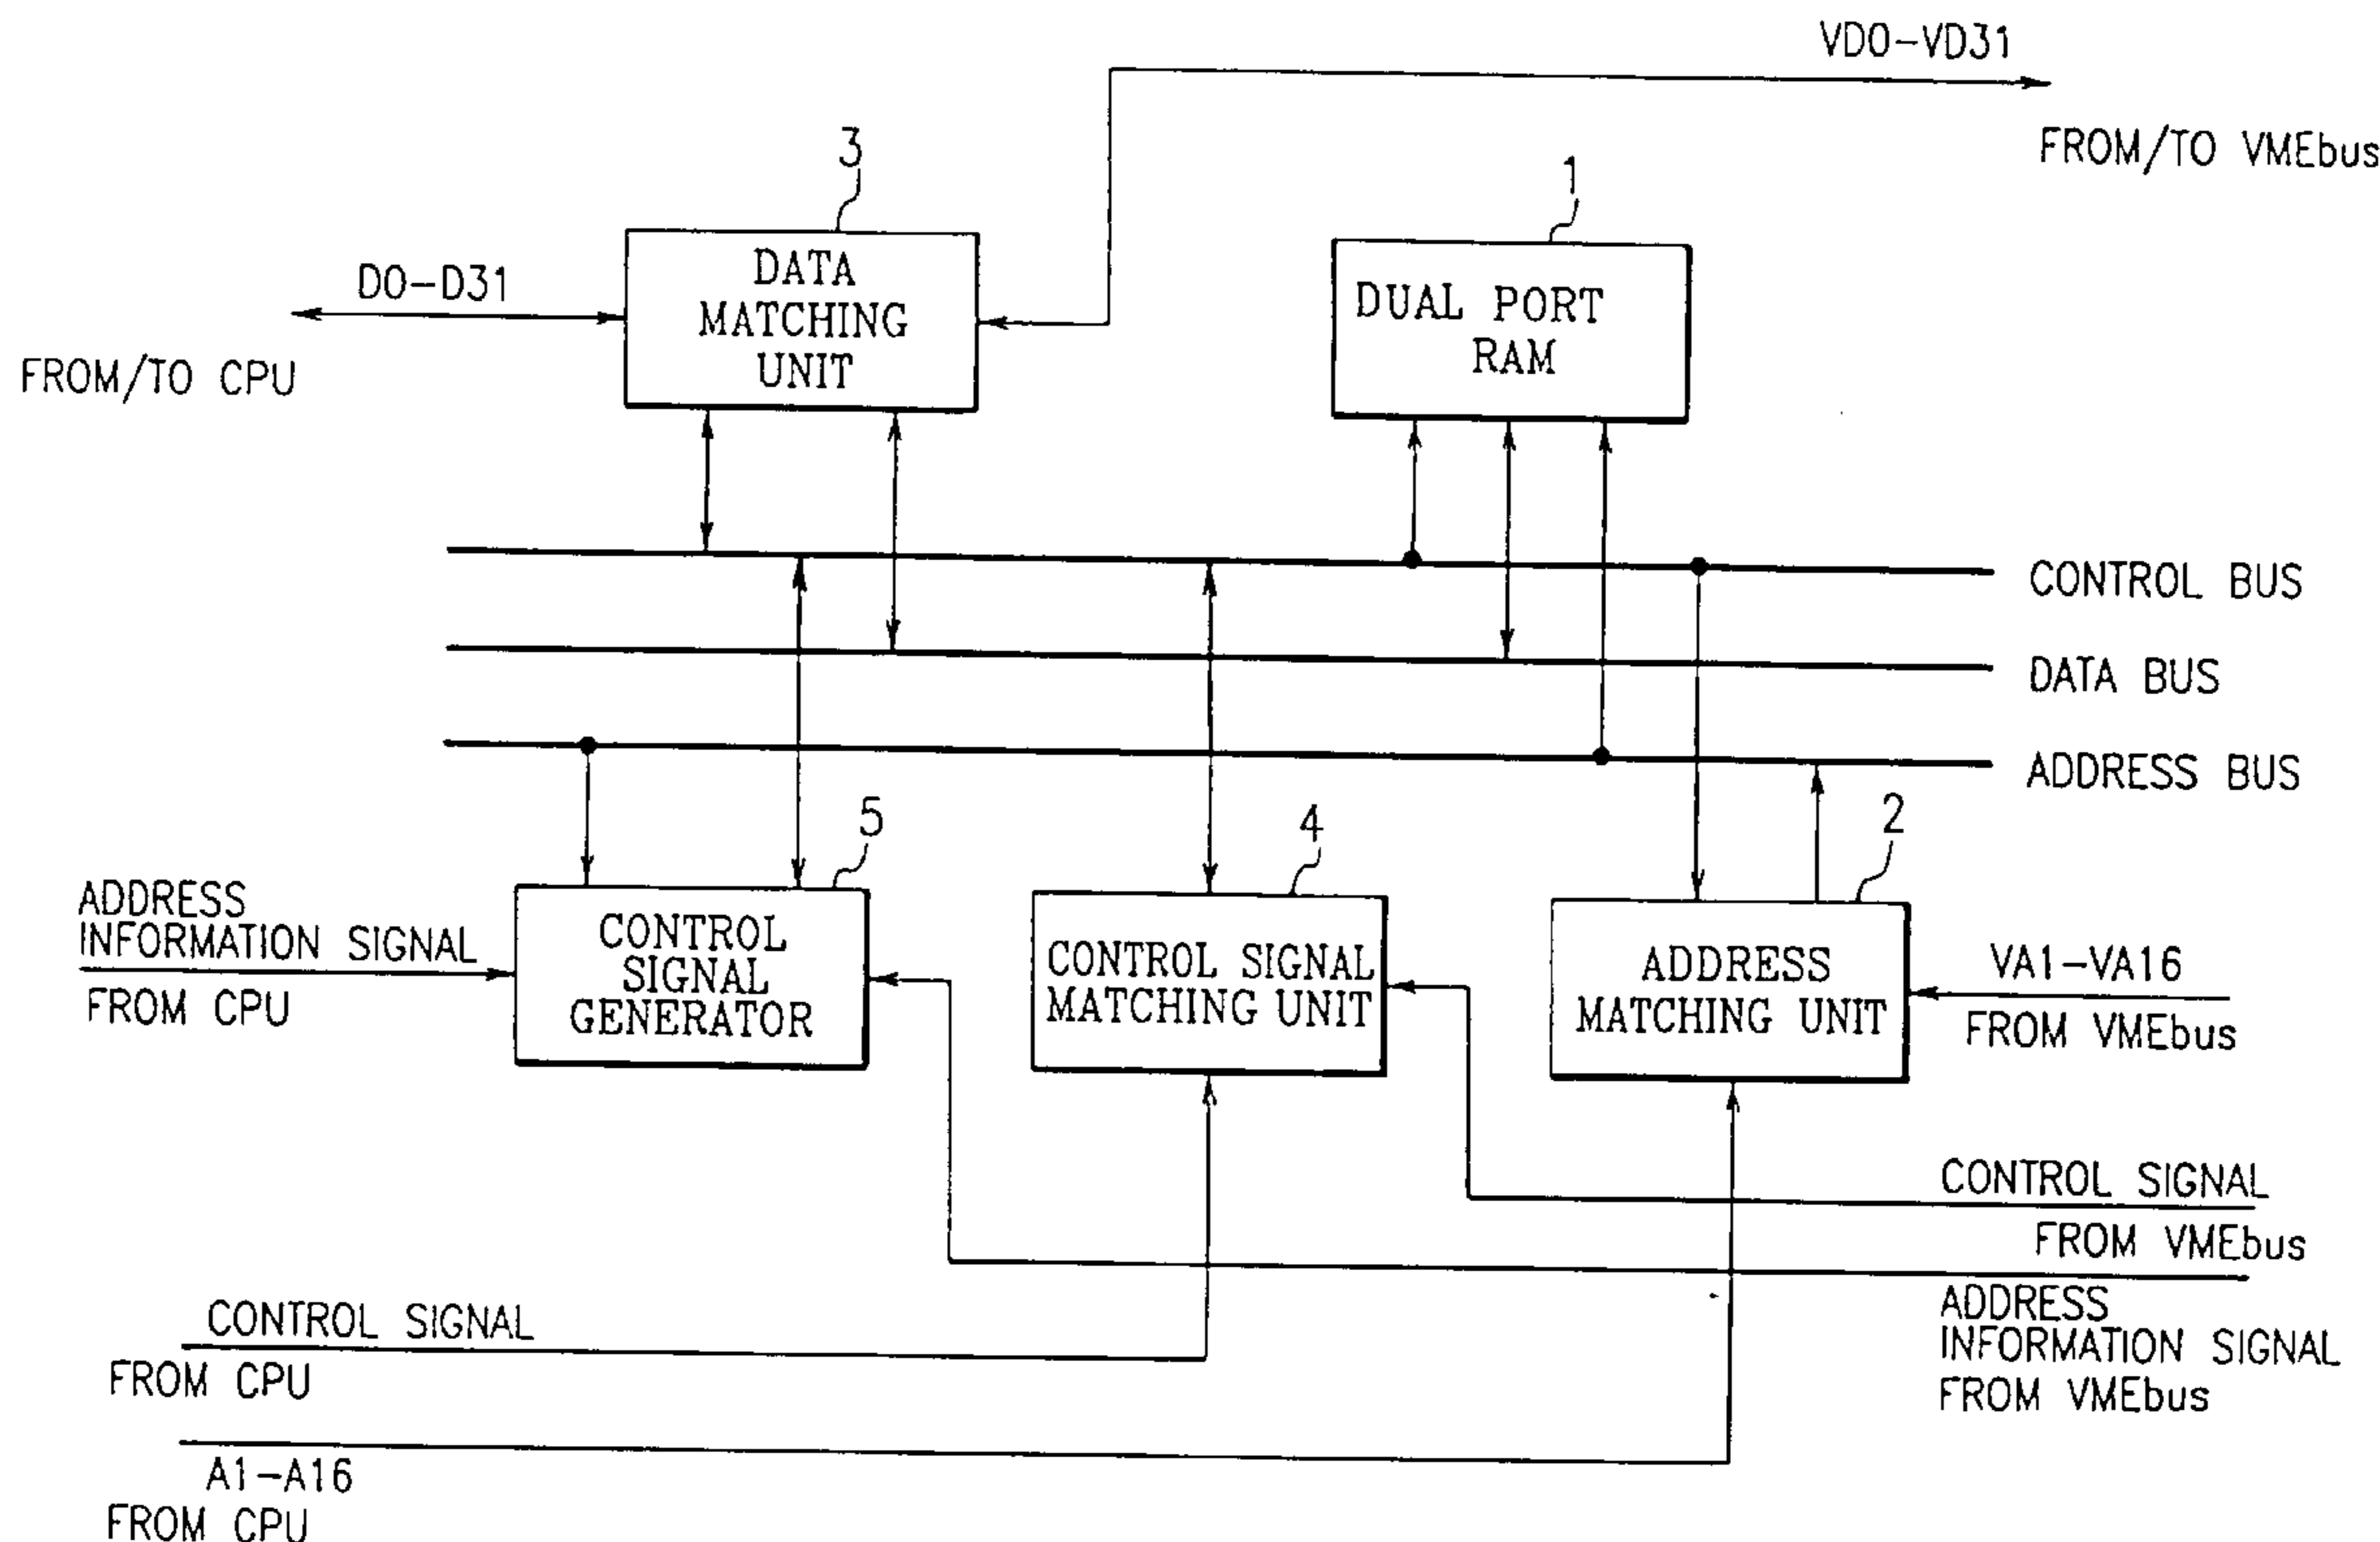 VD0-VD31
FROM/TO VMEbus
3
1
DATA
MATCHING
UNIT
DUAL PORT
RAM
D0-D31
FROM/TO CPU
CONTROL BUS
DATA BUS
ADDRESS BUS
5
4
2
ADDRESS
INFORMATION SIGNAL
FROM CPU
CONTROL
SIGNAL
GENERATOR
CONTROL SIGNAL
MATCHING UNIT
ADDRESS
MATCHING UNIT
VA1-VA16
FROM VMEbus
CONTROL SIGNAL
FROM VMEbus
ADDRESS
INFORMATION SIGNAL
FROM VMEbus
CONTROL SIGNAL
FROM CPU
A1-A16
FROM CPU